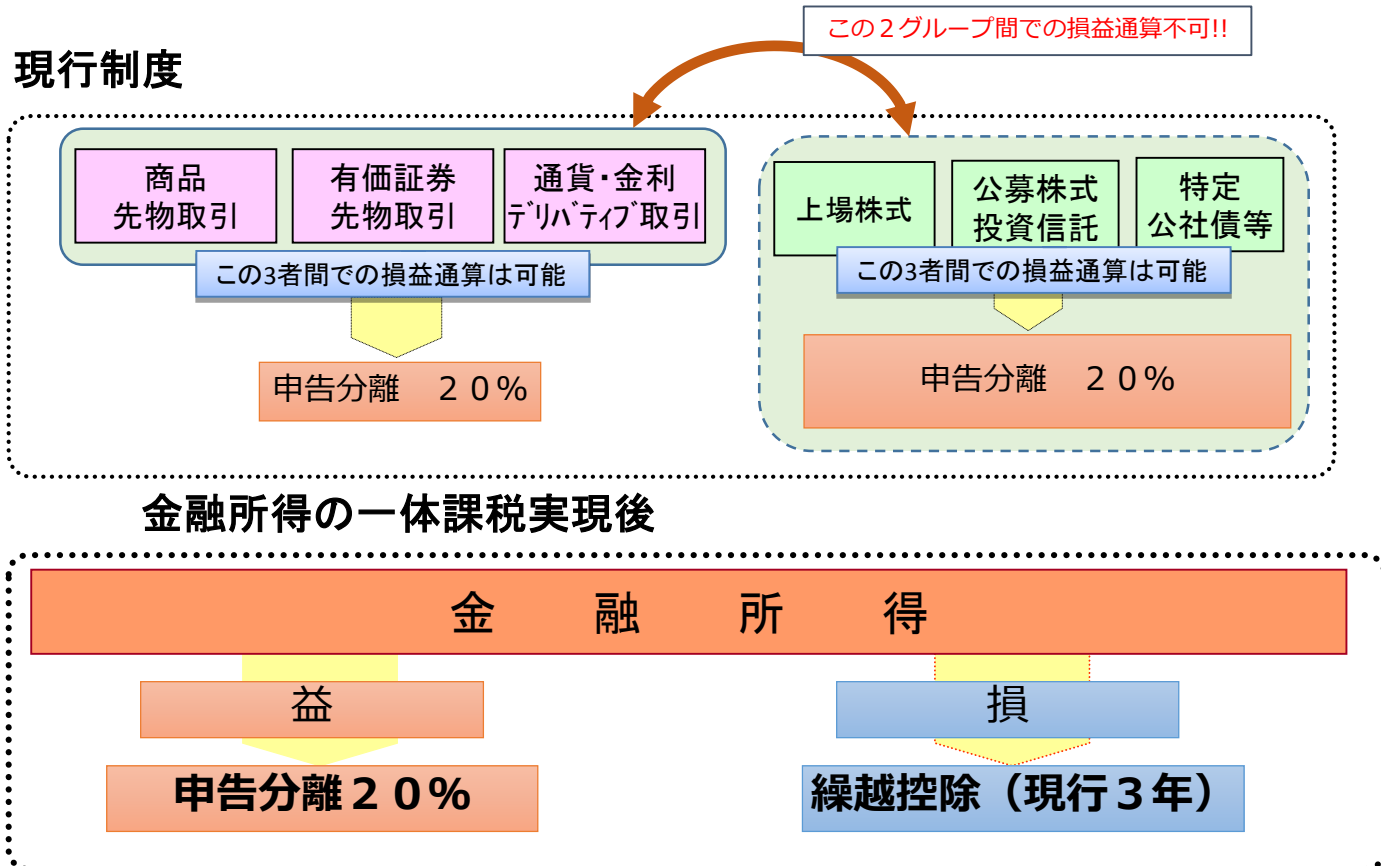 この２グループ間での損益通算不可!!
現行制度
商品
先物取引
有価証券
先物取引
通貨・金利
ﾃﾞﾘﾊﾞﾃｨﾌﾞ取引
この3者間での損益通算は可能
申告分離　２０％
上場株式
公募株式
投資信託
特定
公社債等
この3者間での損益通算は可能
申告分離　２０％
金融所得の一体課税実現後
金　融　所　得
益
損
申告分離２０％
繰越控除（現行３年）